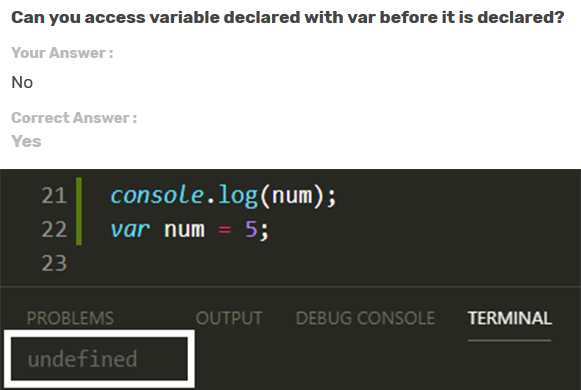 Can you access variable declared with var before it is declared?
Your Answer :
No
Correct Answer :
Yes
21 console.log(num);
22 var num = 5;
23
PROBLEMS OUTPUT DEBUG CONSOLE TERMINAL
undefined